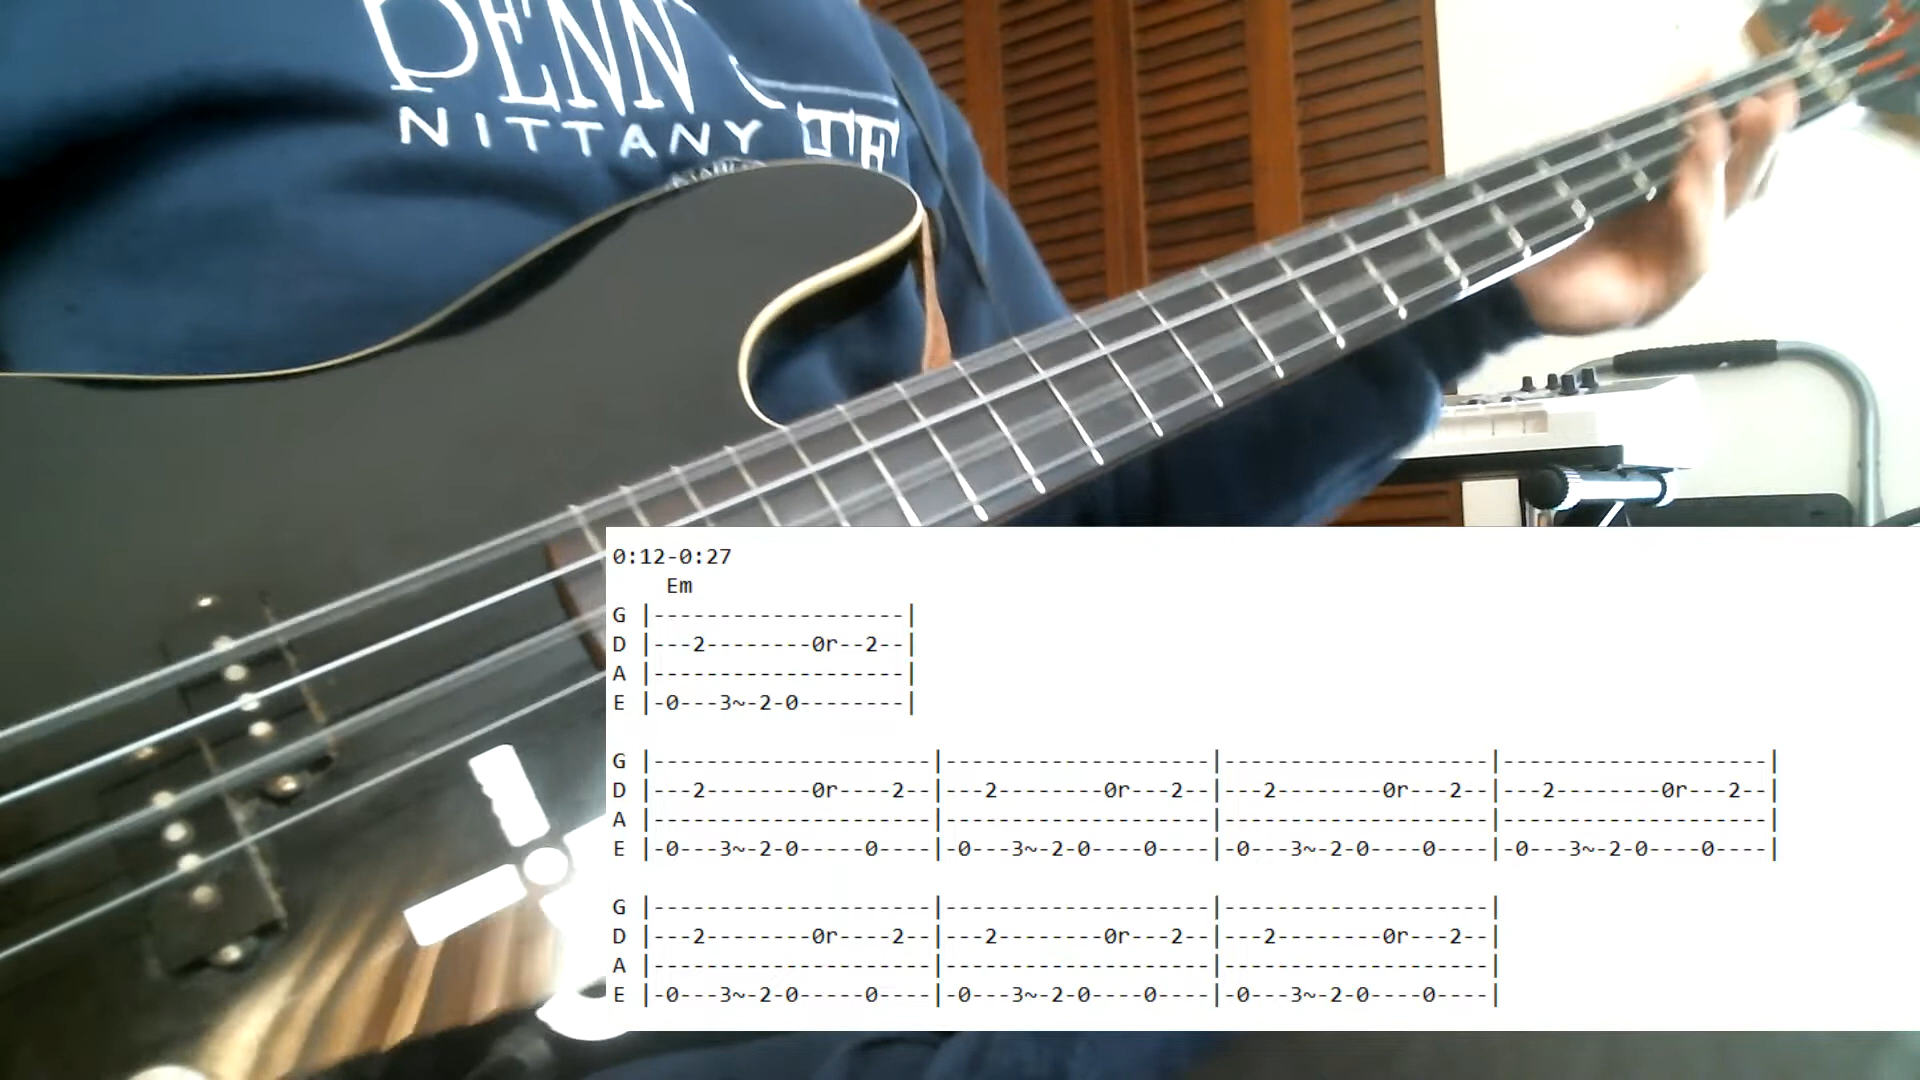 PENN
NITTANY
0:12-0:27
Em
G |-------------------|
D |---2--------0r--2--|
A |-------------------|
E |-0---3~-2-0--------|
G |---------------------|--------------------|--------------------|--------------------|
D |---2--------0r----2--|---2--------0r---2--|---2--------0r---2--|---2--------0r---2--|
A |---------------------|--------------------|--------------------|--------------------|
E |-0---3~-2-0-----0----|-0---3~-2-0----0----|-0---3~-2-0----0----|-0---3~-2-0----0----|
G |---------------------|--------------------|--------------------|
D |---2--------0r----2--|---2--------0r---2--|---2--------0r---2--|
A |---------------------|--------------------|--------------------|
E |-0---3~-2-0-----0----|-0---3~-2-0----0----|-0---3~-2-0----0----|